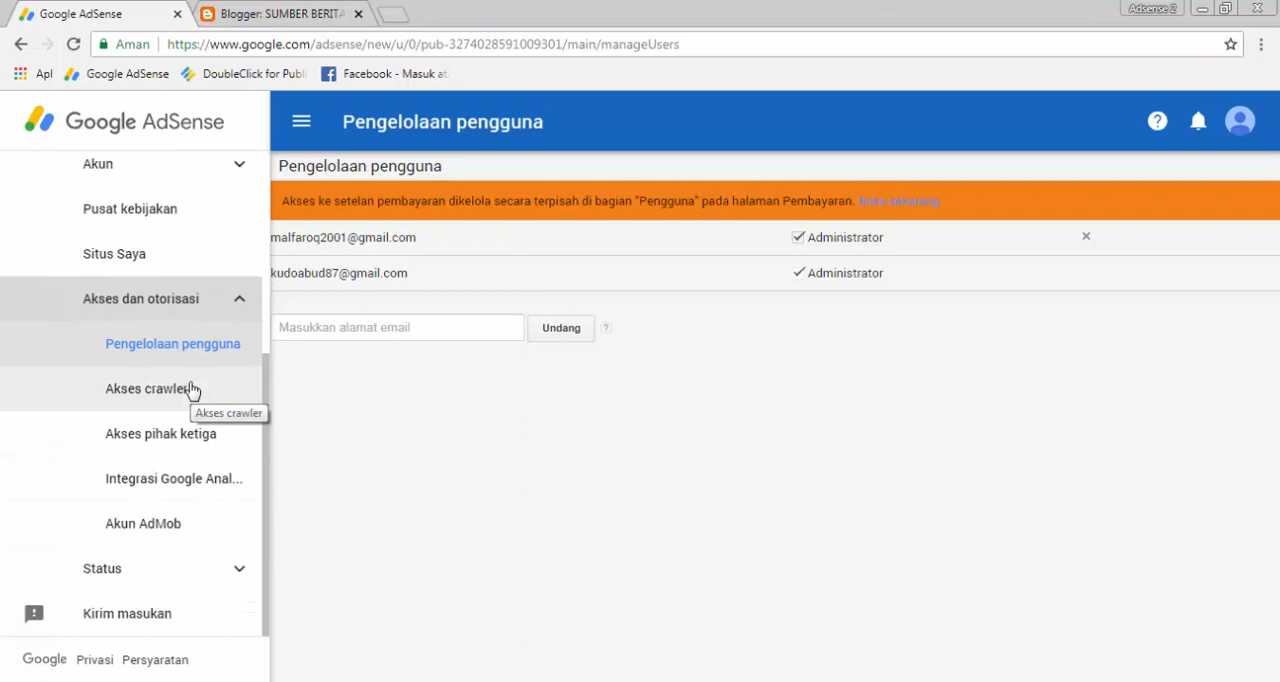 Google AdSense
Blogger: SUMBER BERITA
Adsense 2
Aman
https://www.google.com/adsense/new/u/0/pub-3274028591009301/main/manageUsers
Apl
Google AdSense
DoubleClick for Publi
Facebook - Masuk at
Google AdSense
Pengelolaan pengguna
?
Akun
Pusat kebijakan
Situs Saya
Akses dan otorisasi
Pengelolaan pengguna
Akses crawler
Akses crawler
Akses pihak ketiga
Integrasi Google Anal...
Akun AdMob
Status
Kirim masukan
Google Privasi Persyaratan
Pengelolaan pengguna
Akses ke setelan pembayaran dikelola secara terpisah di bagian "Pengguna" pada halaman Pembayaran. Buka sekarang
malfaroq2001@gmail.com Administrator
kudoabud87@gmail.com Administrator
Masukkan alamat email Undang ?